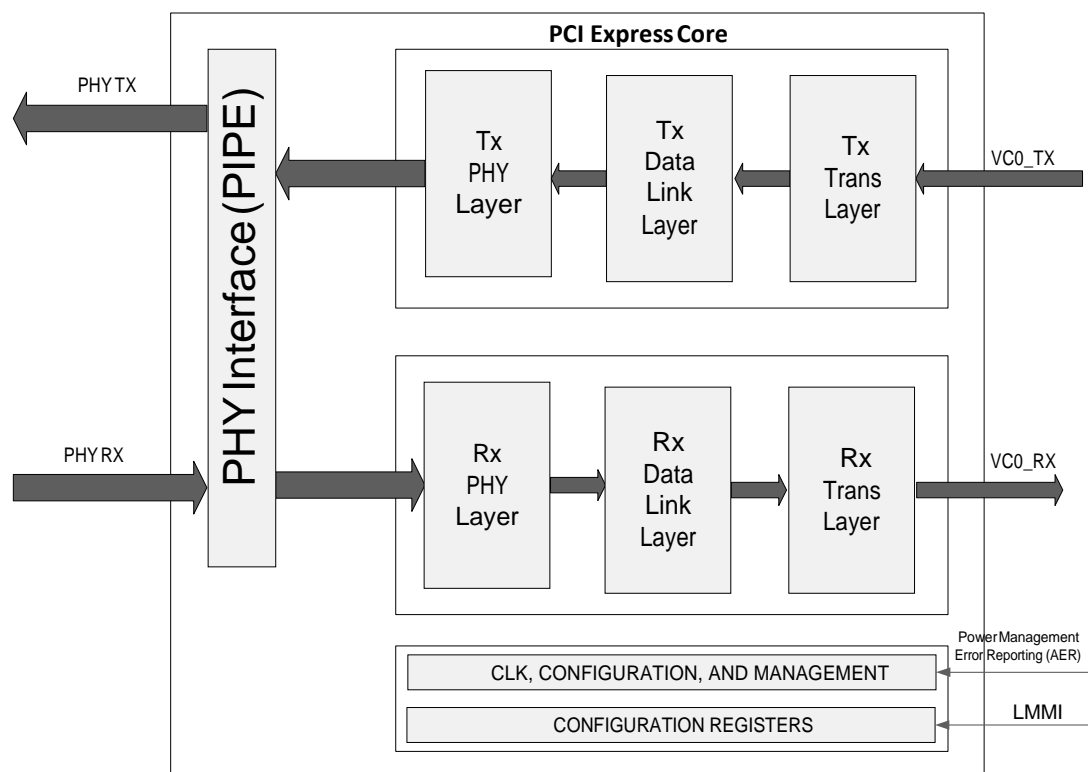 PCI Express Core
PHY TX
PHY Interface (PIPE)
Tx
PHY
Layer
Tx
Data
Link
Layer
Tx
Trans
Layer
VC0_TX
PHY RX
Rx
PHY
Layer
Rx
Data
Link
Layer
Rx
Trans
Layer
VC0_RX
Power Management
Error Reporting (AER)
CLK, CONFIGURATION, AND MANAGEMENT
CONFIGURATION REGISTERS
LMMI